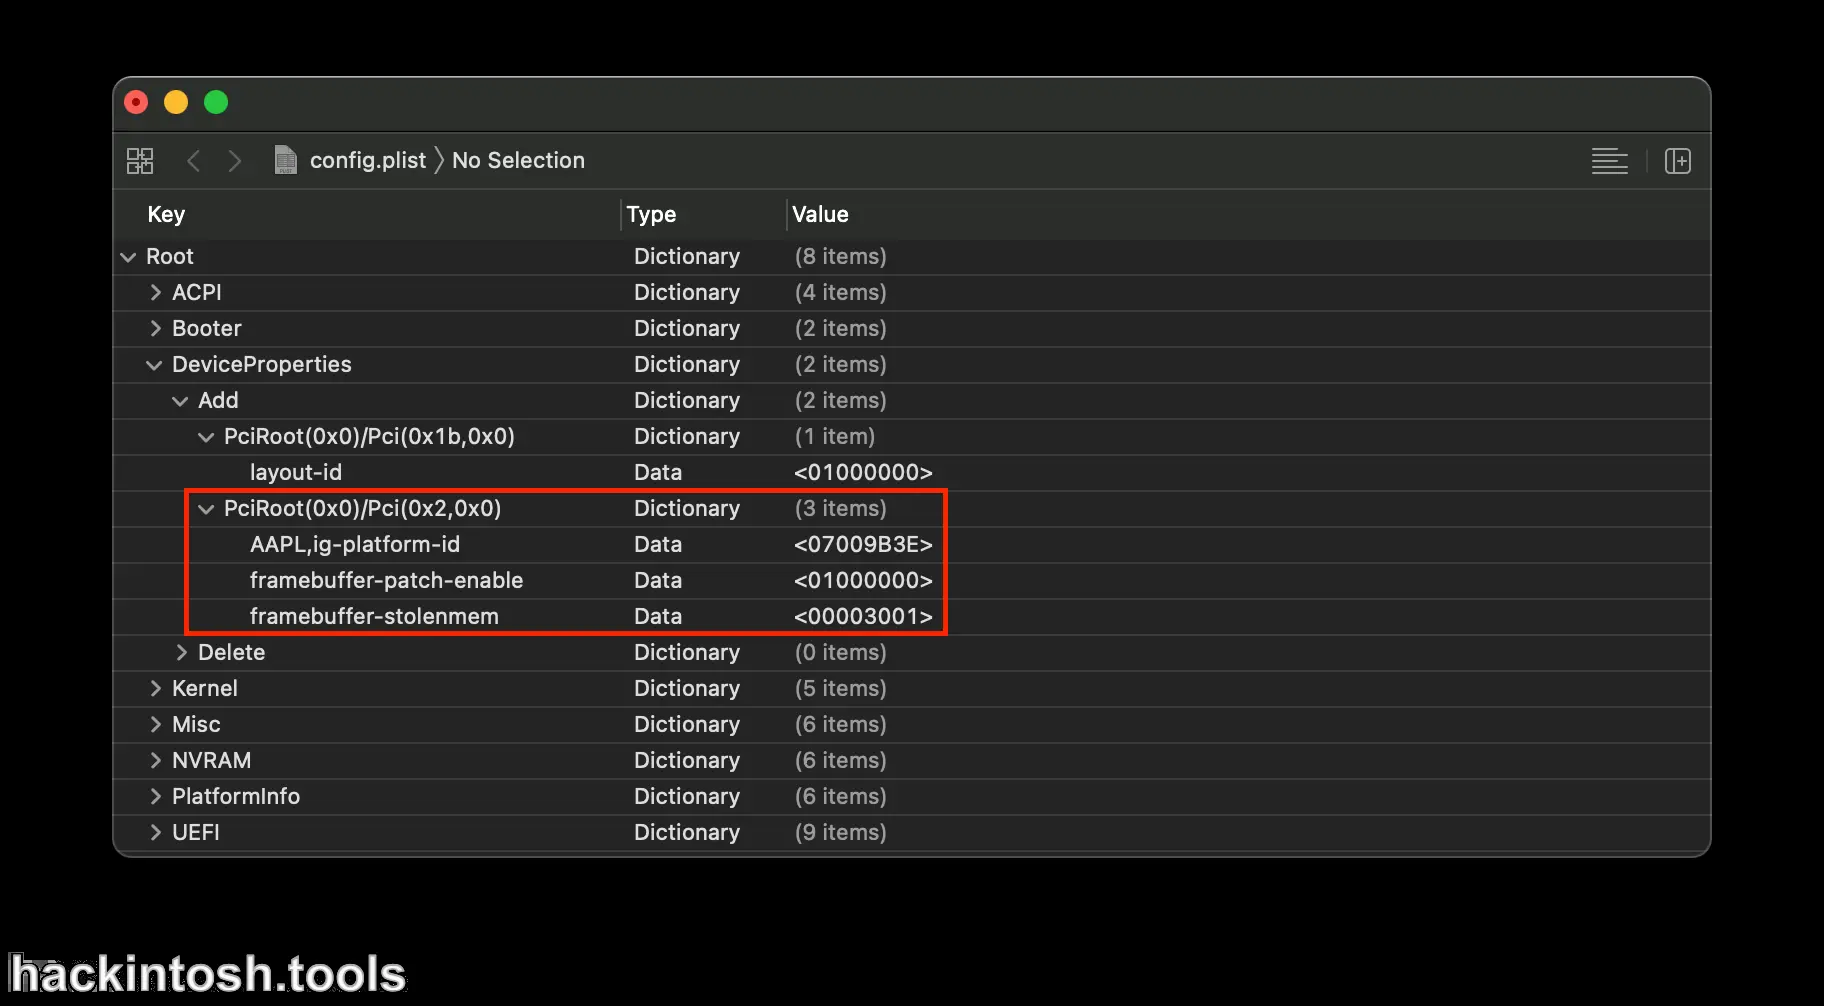 config.plist 〉 No Selection
Key Type Value
Root Dictionary (8 items)
ACPI Dictionary (4 items)
Booter Dictionary (2 items)
DeviceProperties Dictionary (2 items)
Add Dictionary (2 items)
PciRoot(0x0)/Pci(0x1b,0x0) Dictionary (1 item)
layout-id Data <01000000>
PciRoot(0x0)/Pci(0x2,0x0) Dictionary (3 items)
AAPL,ig-platform-id Data <07009B3E>
framebuffer-patch-enable Data <01000000>
framebuffer-stolenmem Data <00003001>
Delete Dictionary (0 items)
Kernel Dictionary (5 items)
Misc Dictionary (6 items)
NVRAM Dictionary (6 items)
PlatformInfo Dictionary (6 items)
UEFI Dictionary (9 items)
hackintosh.tools